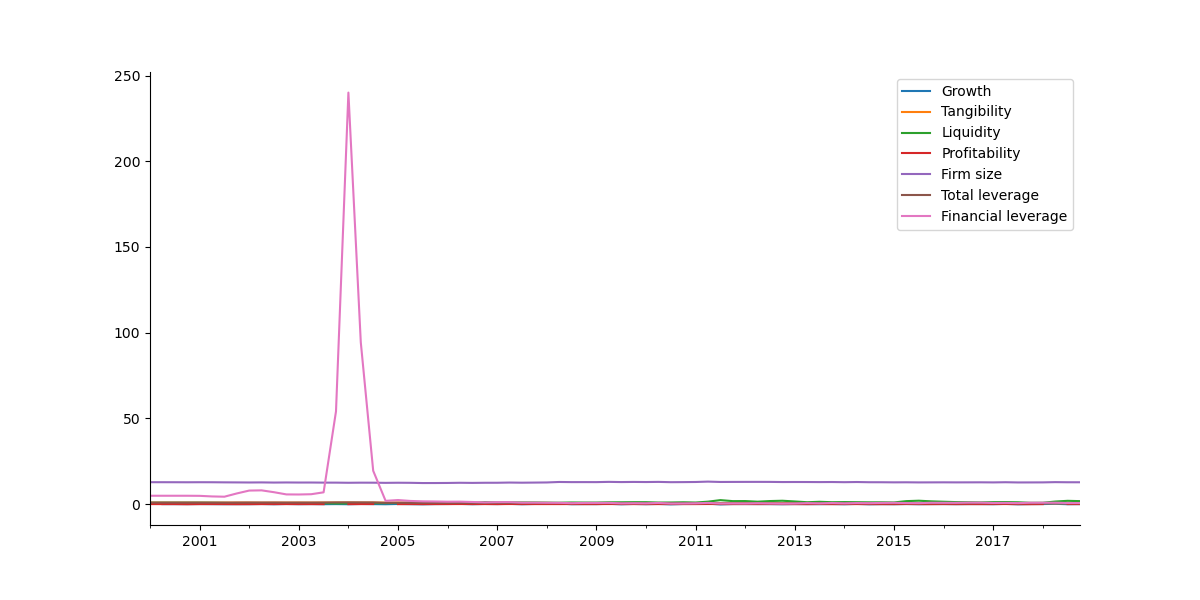 250
200
150
100
50
0
2001 2003 2005 2007 2009 2011 2013 2015 2017
Growth
Tangibility
Liquidity
Profitability
Firm size
Total leverage
Financial leverage